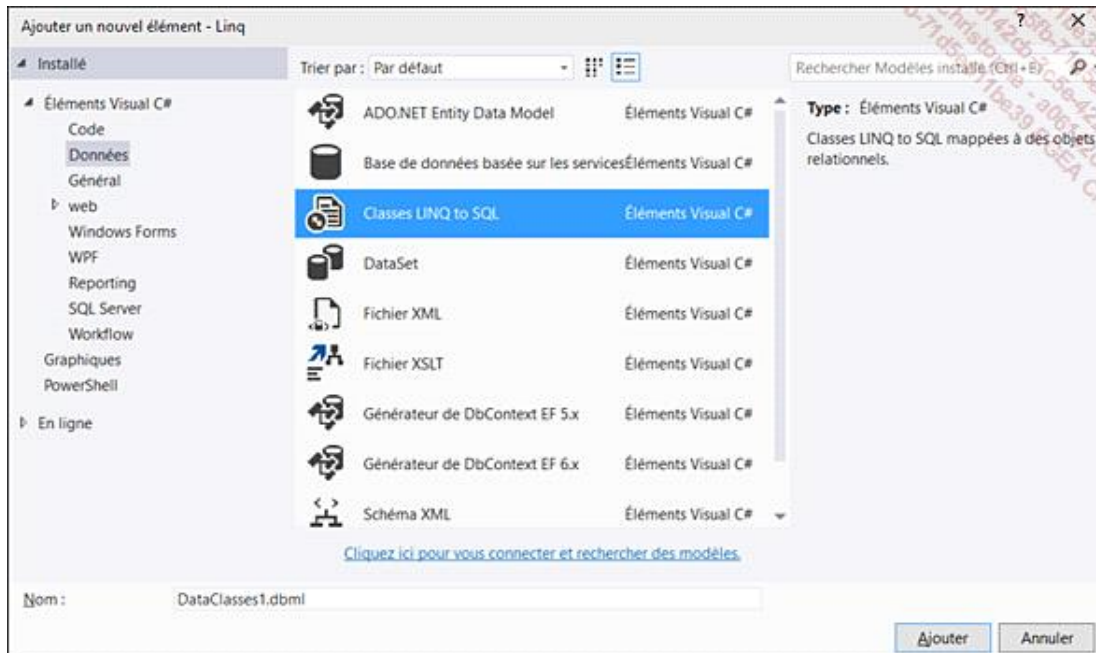 Ajouter un nouvel élément - Linq
? X
Installé
Trier par : Par défaut
Rechercher Modèles installé (Ctrl+E)
Éléments Visual C#
Code
Données
Général
web
Windows Forms
WPF
Reporting
SQL Server
Workflow
Graphiques
PowerShell
En ligne
ADO.NET Entity Data Model Éléments Visual C#
Base de données basée sur les services Éléments Visual C#
Classes LINQ to SQL Éléments Visual C#
DataSet Éléments Visual C#
Fichier XML Éléments Visual C#
Fichier XSLT Éléments Visual C#
Générateur de DbContext EF 5.x Éléments Visual C#
Générateur de DbContext EF 6.x Éléments Visual C#
Schéma XML Éléments Visual C#
Type : Éléments Visual C#
Classes LINQ to SQL mappées à des objets
relationnels.
Cliquez ici pour vous connecter et rechercher des modèles.
Nom : DataClasses1.dbml
Ajouter Annuler